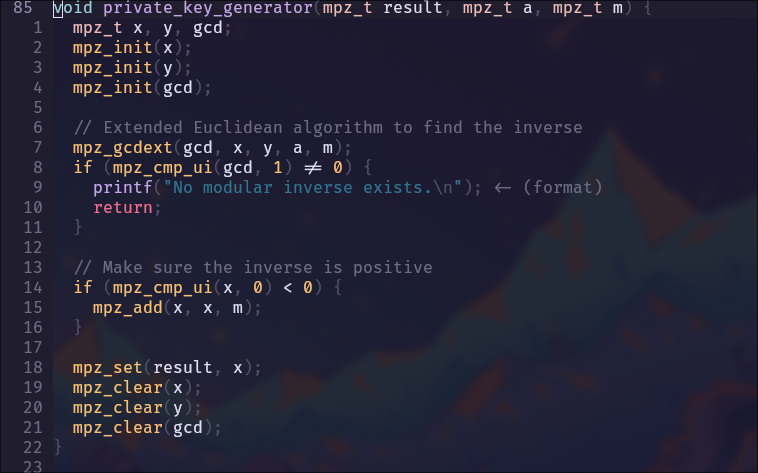 85 void private_key_generator(mpz_t result, mpz_t a, mpz_t m) {
1 mpz_t x, y, gcd;
2 mpz_init(x);
3 mpz_init(y);
4 mpz_init(gcd);
5
6 // Extended Euclidean algorithm to find the inverse
7 mpz_gcdext(gcd, x, y, a, m);
8 if (mpz_cmp_ui(gcd, 1) ≠ 0) {
9 printf("No modular inverse exists.\n"); ← (format)
10 return;
11 }
12
13 // Make sure the inverse is positive
14 if (mpz_cmp_ui(x, 0) < 0) {
15 mpz_add(x, x, m);
16 }
17
18 mpz_set(result, x);
19 mpz_clear(x);
20 mpz_clear(y);
21 mpz_clear(gcd);
22 }
23